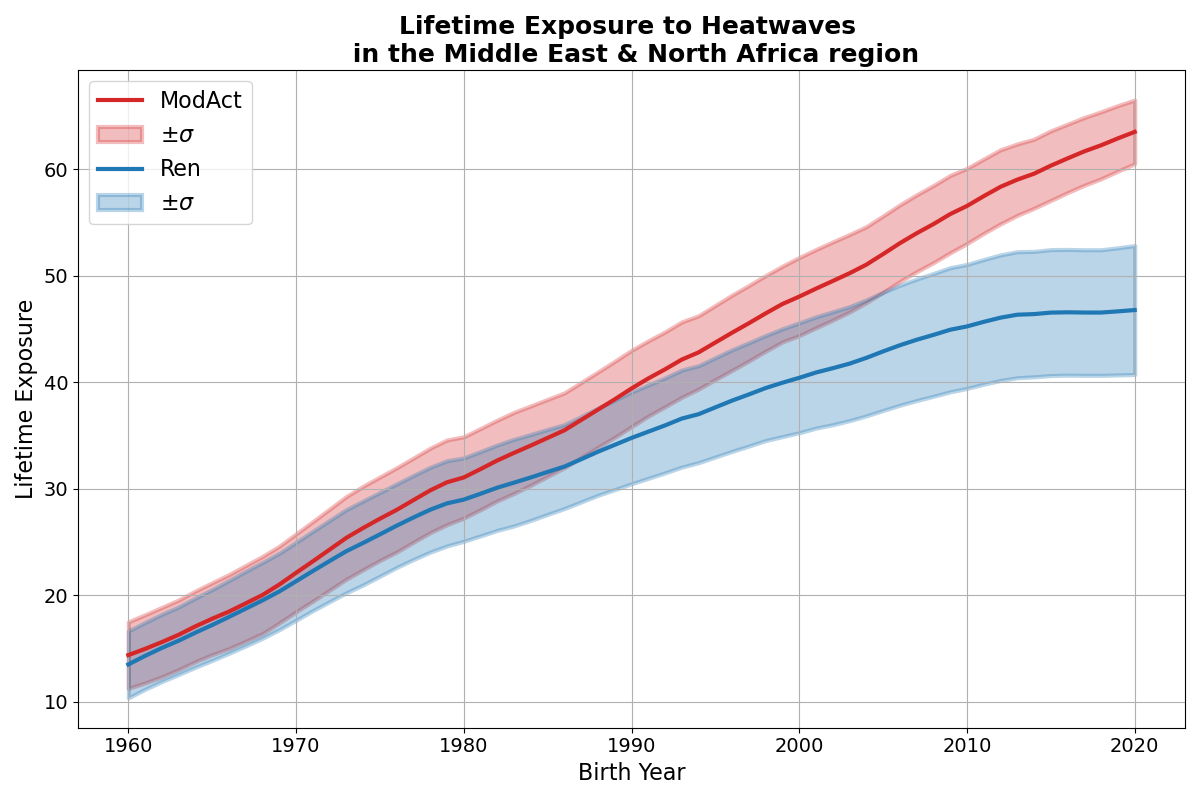 Lifetime Exposure to Heatwaves
in the Middle East & North Africa region
ModAct
±σ
Ren
±σ
Lifetime Exposure
60
50
40
30
20
10
1960 1970 1980 1990 2000 2010 2020
Birth Year